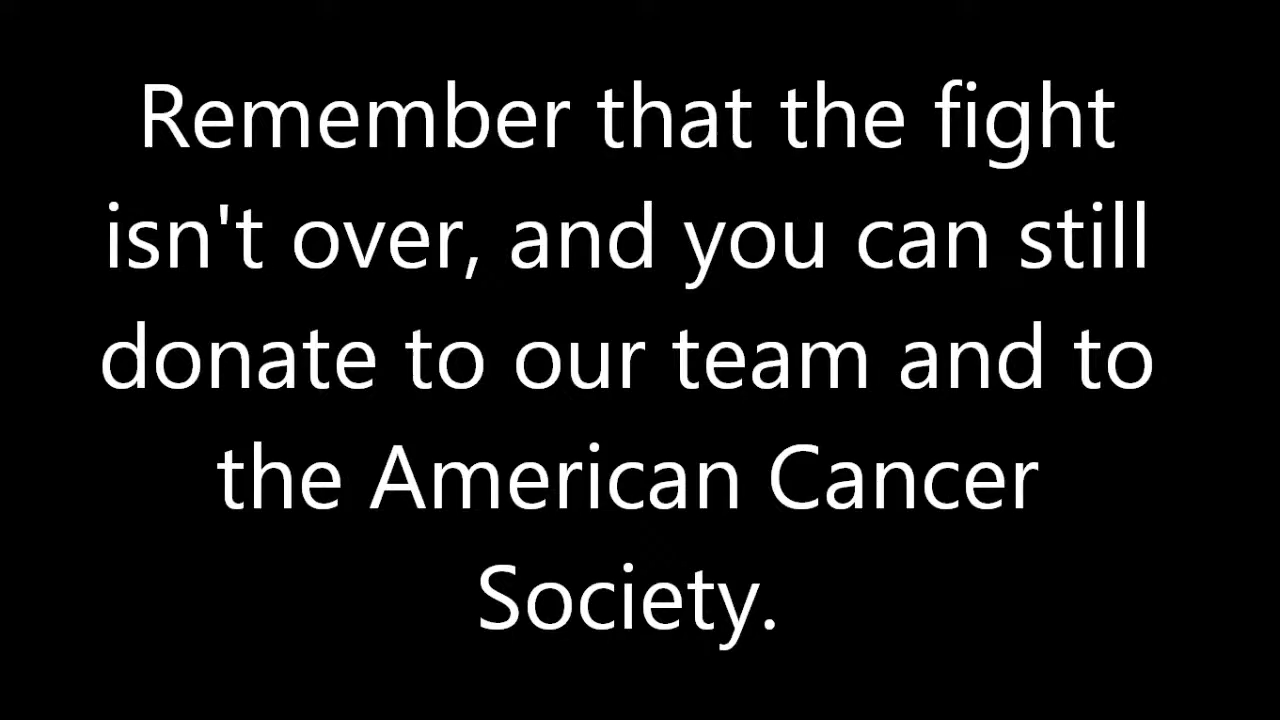 Remember that the fight
isn't over, and you can still
donate to our team and to
the American Cancer
Society.